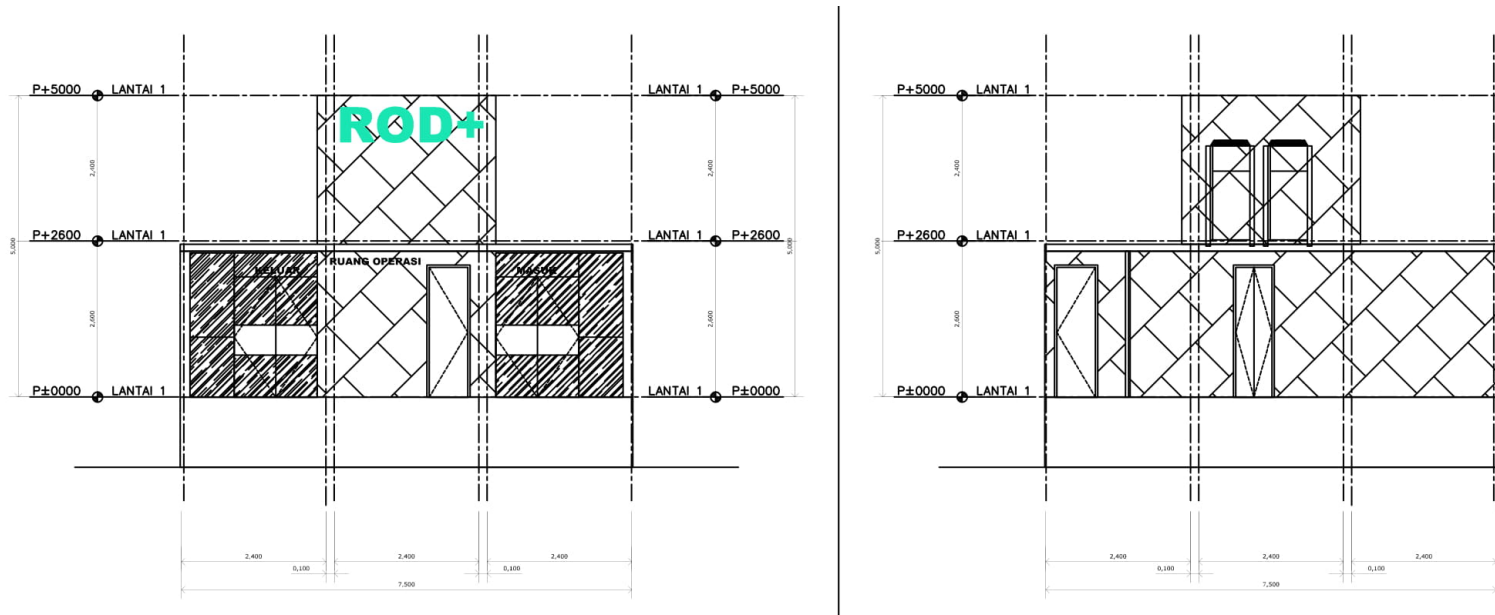 P+5000 LANTAI 1
LANTAI 1 P+5000
ROD+
2,400
2,400
P+2600 LANTAI 1
LANTAI 1 P+2600
5,000
5,000
KELUAR
RUANG OPERASI
MASUK
2,600
2,600
P±0000 LANTAI 1
LANTAI 1 P±0000
2,400
2,400
2,400
0,100
0,100
7,500
P+5000 LANTAI 1
2,400
P+2600 LANTAI 1
5,000
2,600
P±0000 LANTAI 1
2,400
2,400
2,400
0,100
0,100
7,500